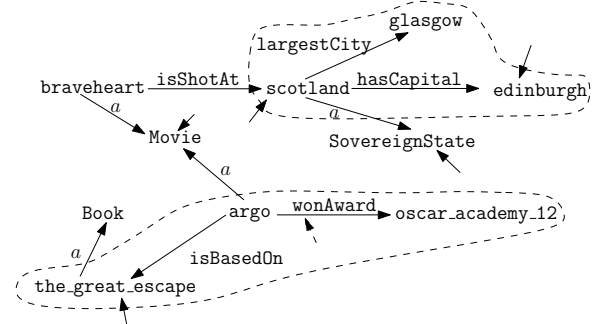 glasgow
largestCity
braveheart isShotAt scotland hasCapital edinburgh
a
a
Movie SovereignState
a
Book argo wonAward oscar_academy_12
a
isBasedOn
the_great_escape